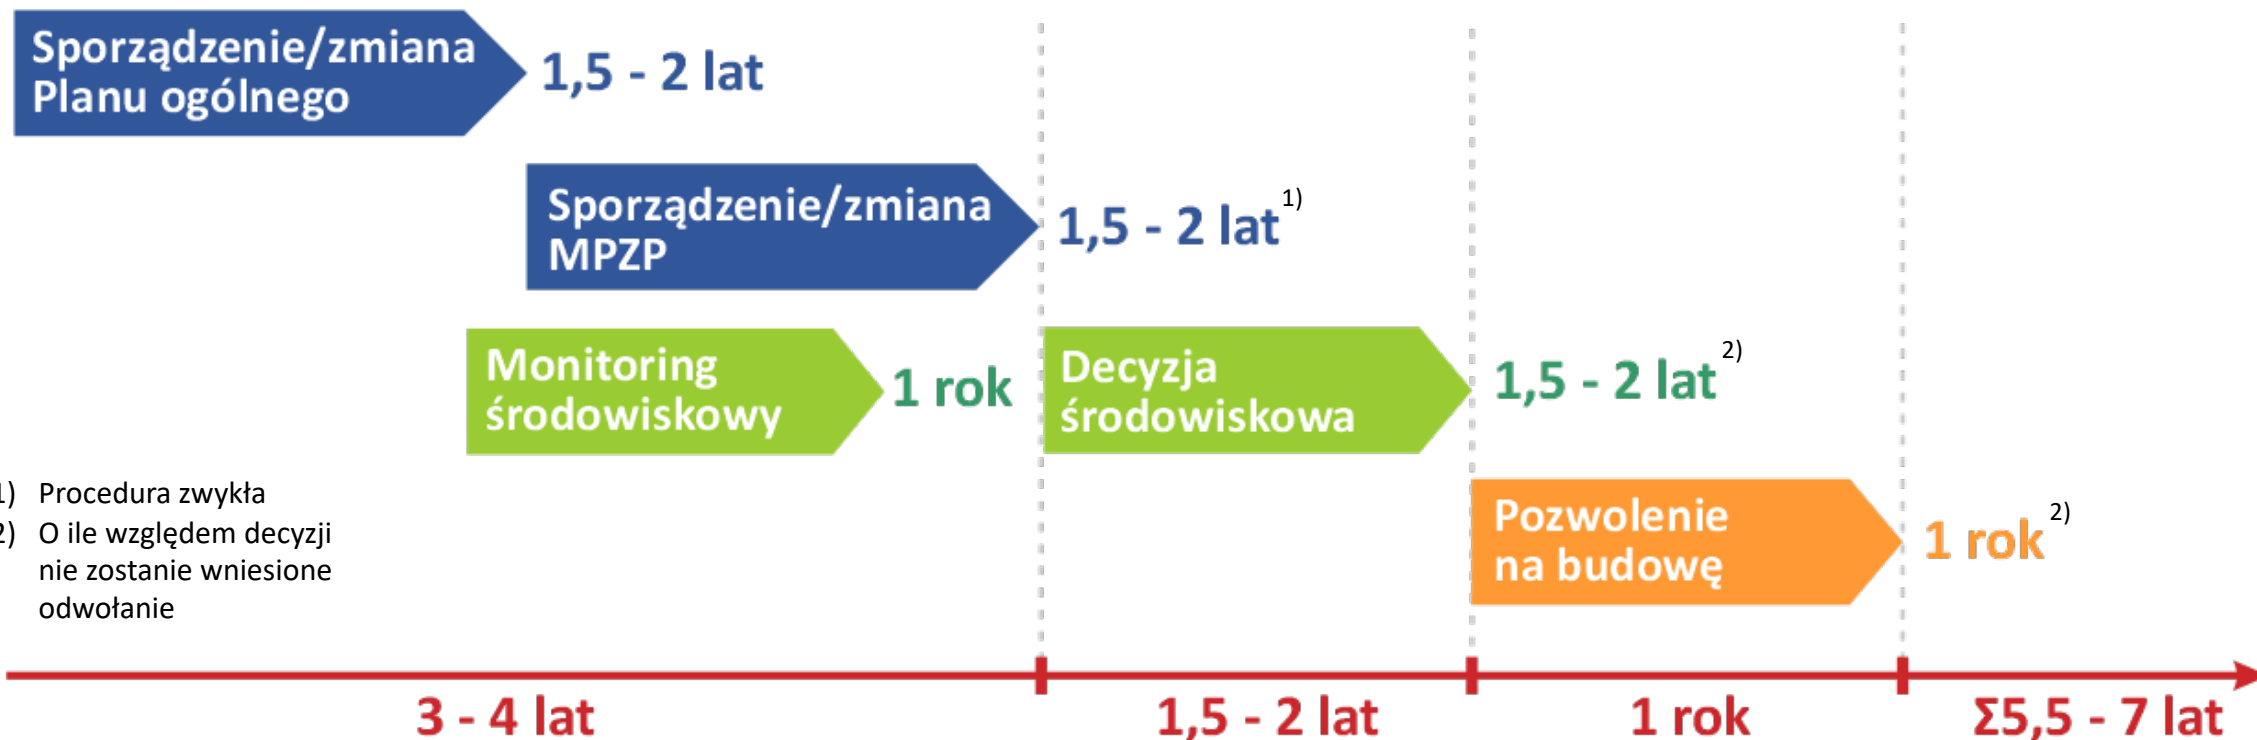 Sporządzenie/zmiana
Planu ogólnego
1,5 - 2 lat
Sporządzenie/zmiana
MPZP
1,5 - 2 lat 1)
Monitoring
środowiskowy
1 rok
Decyzja
środowiskowa
1,5 - 2 lat 2)
1) Procedura zwykła
2) O ile względem decyzji
nie zostanie wniesione
odwołanie
Pozwolenie
na budowę
1 rok 2)
3 - 4 lat
1,5 - 2 lat
1 rok
Σ5,5 - 7 lat